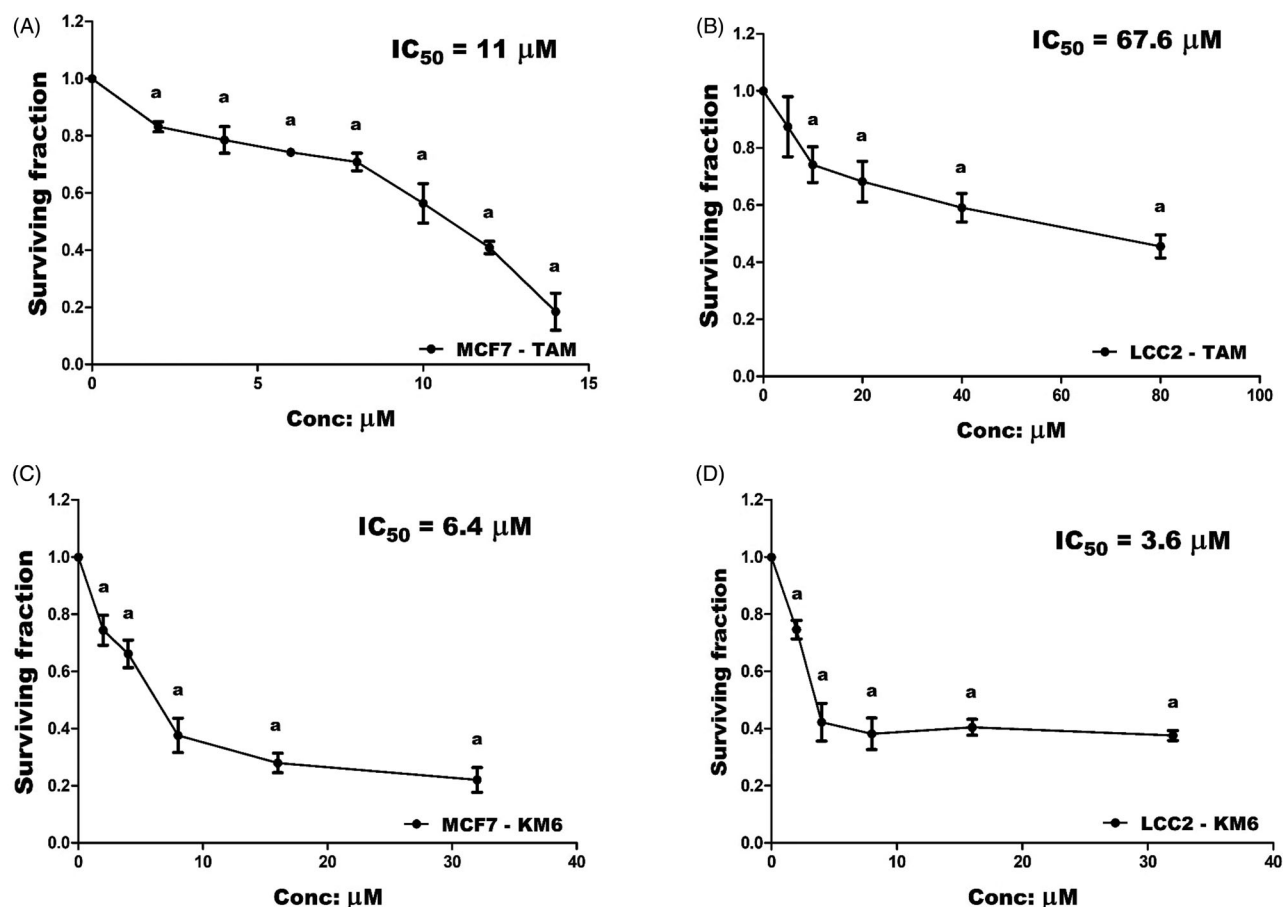 (A)
IC50 = 11 μM
1.2
1.0
0.8
0.6
0.4
0.2
0.0
Surviving fraction
a
a
a
a
a
a
a
MCF7 - TAM
0
5
10
15
Conc: μM
(B)
IC50 = 67.6 μM
1.2
1.0
0.8
0.6
0.4
0.2
0.0
Surviving fraction
a
a
a
a
LCC2 - TAM
0
20
40
60
80
100
Conc: μM
(C)
IC50 = 6.4 μM
1.2
1.0
0.8
0.6
0.4
0.2
0.0
Surviving fraction
a
a
a
a
a
MCF7 - KM6
0
10
20
30
40
Conc: μM
(D)
IC50 = 3.6 μM
1.2
1.0
0.8
0.6
0.4
0.2
0.0
Surviving fraction
a
a
a
a
a
LCC2 - KM6
0
10
20
30
40
Conc: μM